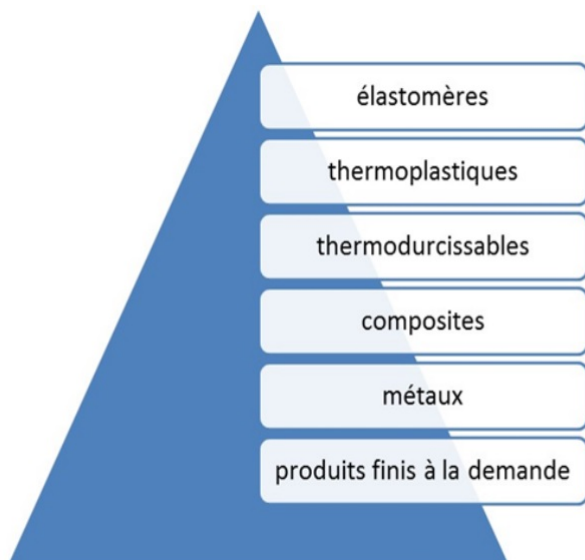 élastomères
thermoplastiques
thermodurcissables
composites
métaux
produits finis à la demande